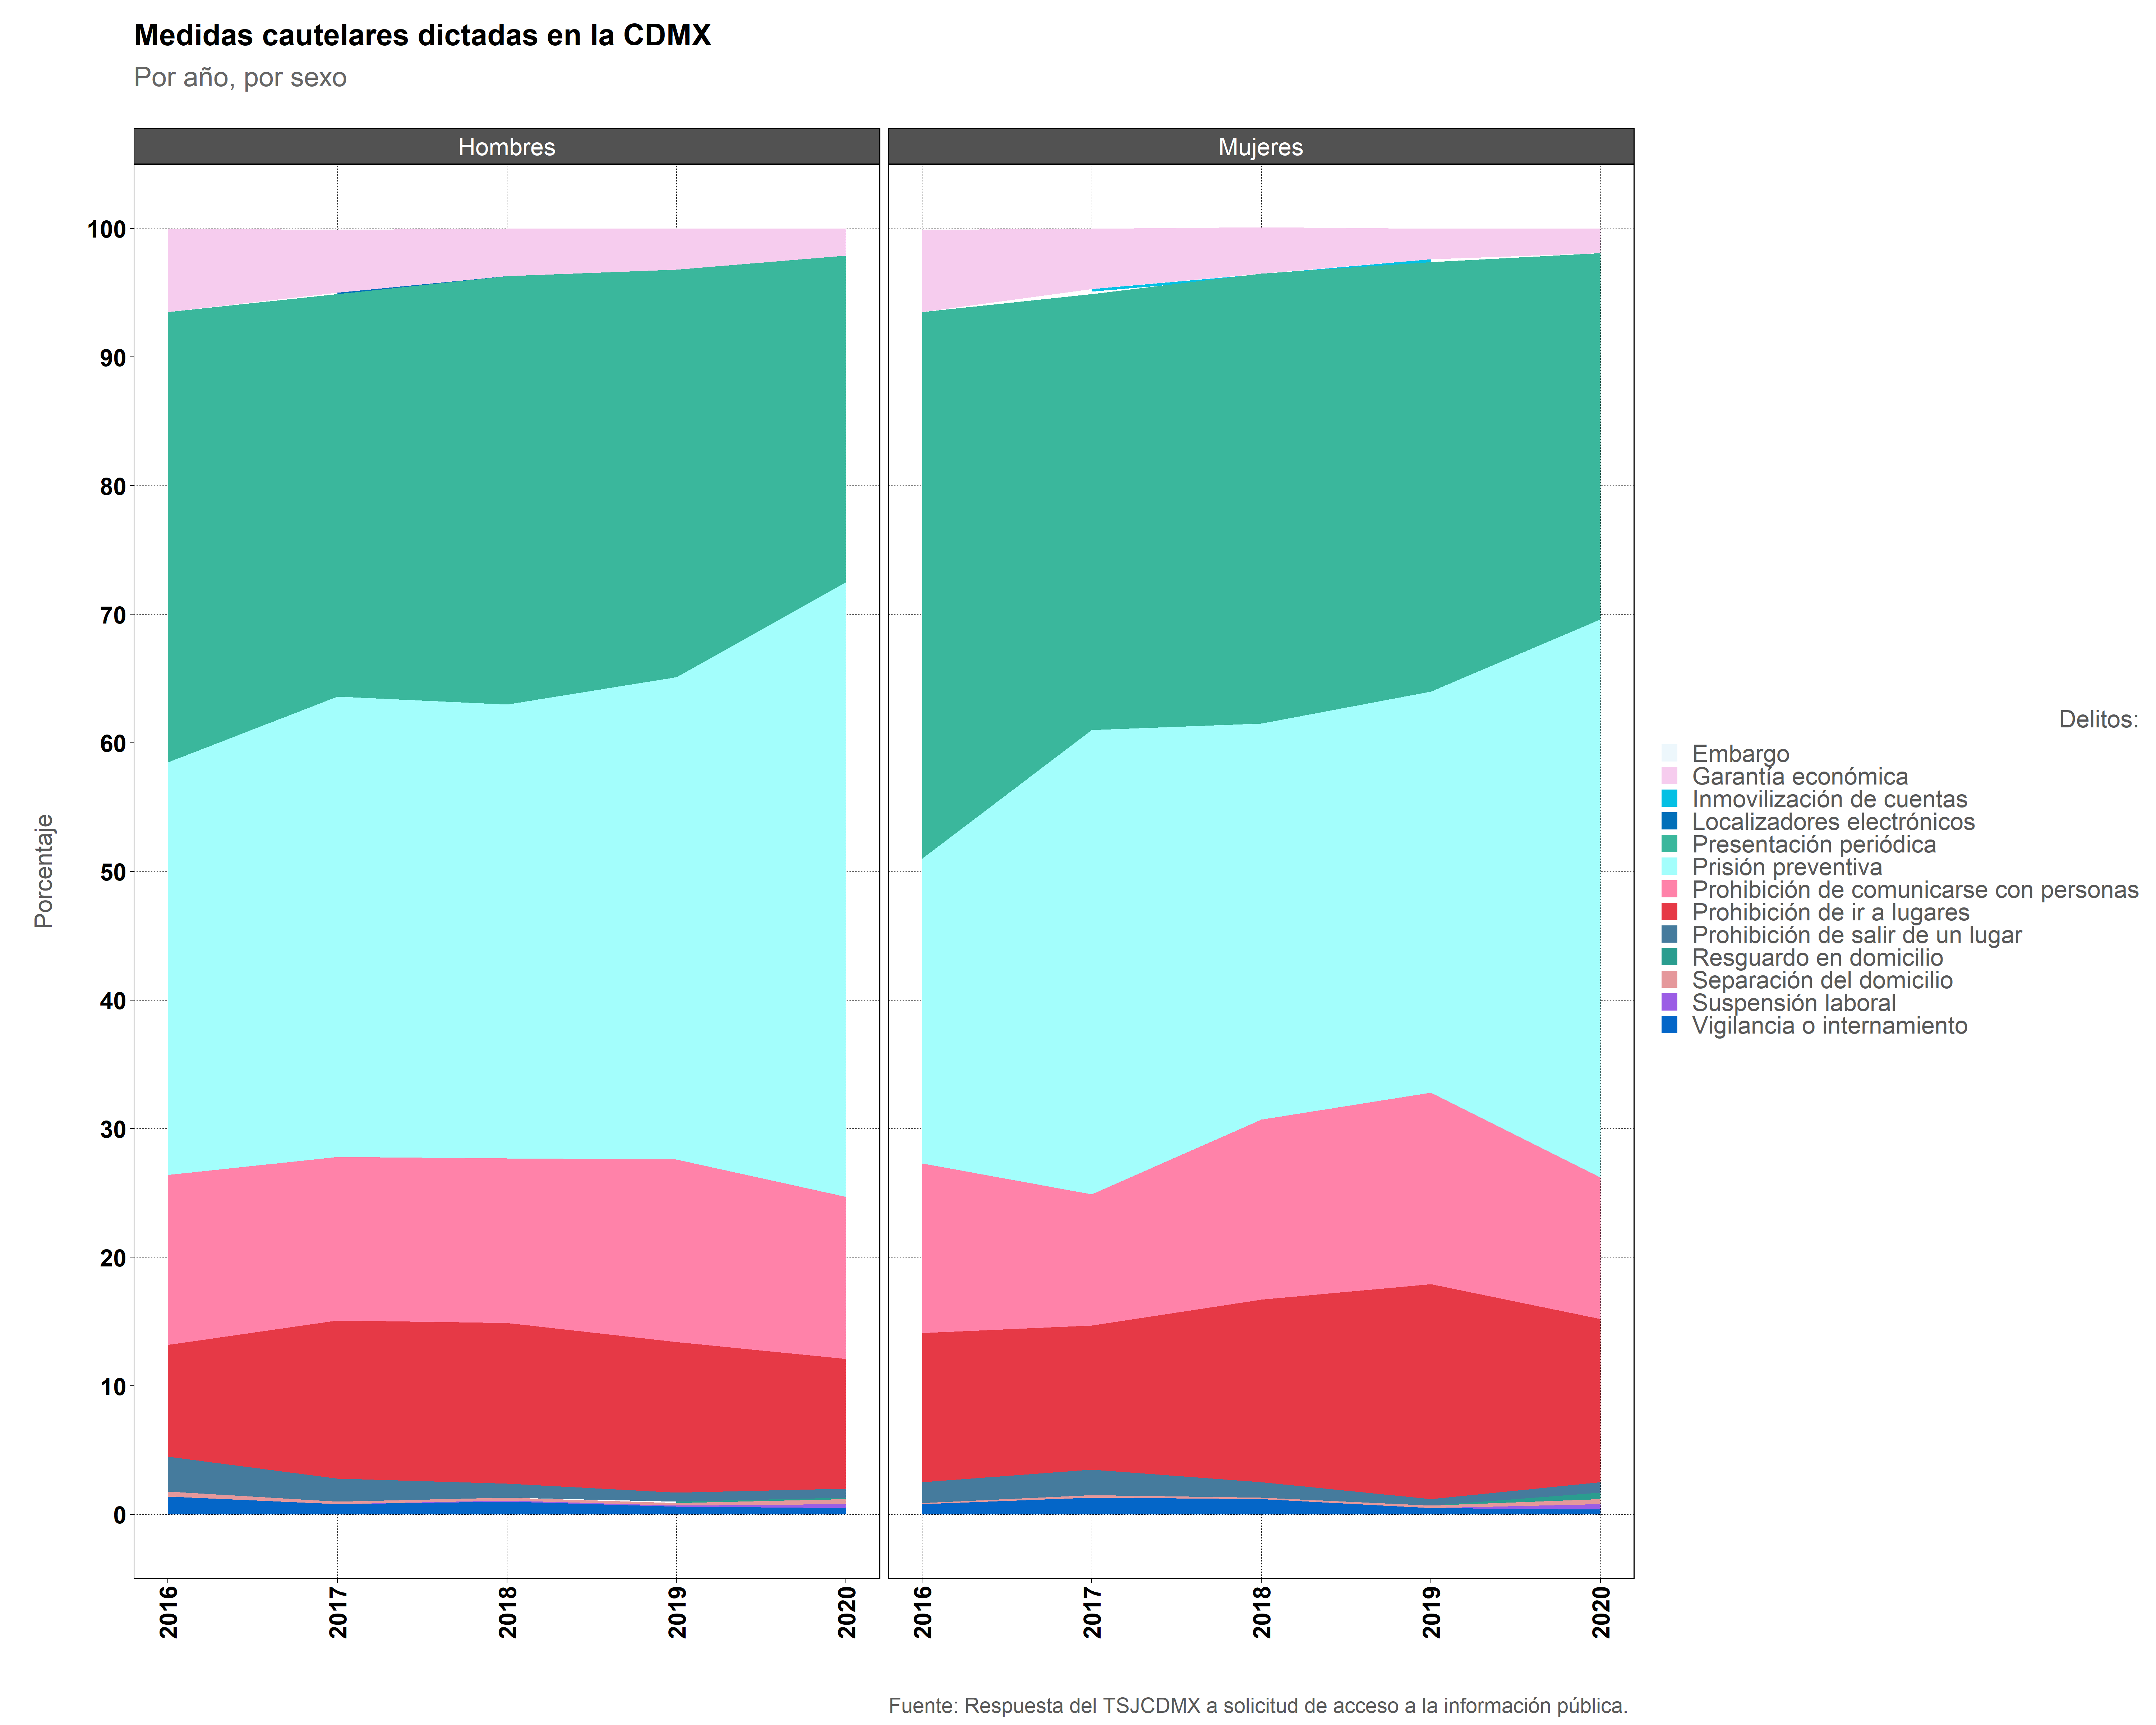 Medidas cautelares dictadas en la CDMX
Por año, por sexo
Hombres
Mujeres
100
90
80
70
60
50
40
30
20
10
0
Porcentaje
2016
2017
2018
2019
2020
2016
2017
2018
2019
2020
Delitos:
Embargo
Garantía económica
Inmovilización de cuentas
Localizadores electrónicos
Presentación periódica
Prisión preventiva
Prohibición de comunicarse con personas
Prohibición de ir a lugares
Prohibición de salir de un lugar
Resguardo en domicilio
Separación del domicilio
Suspensión laboral
Vigilancia o internamiento
Fuente: Respuesta del TSJCDMX a solicitud de acceso a la información pública.